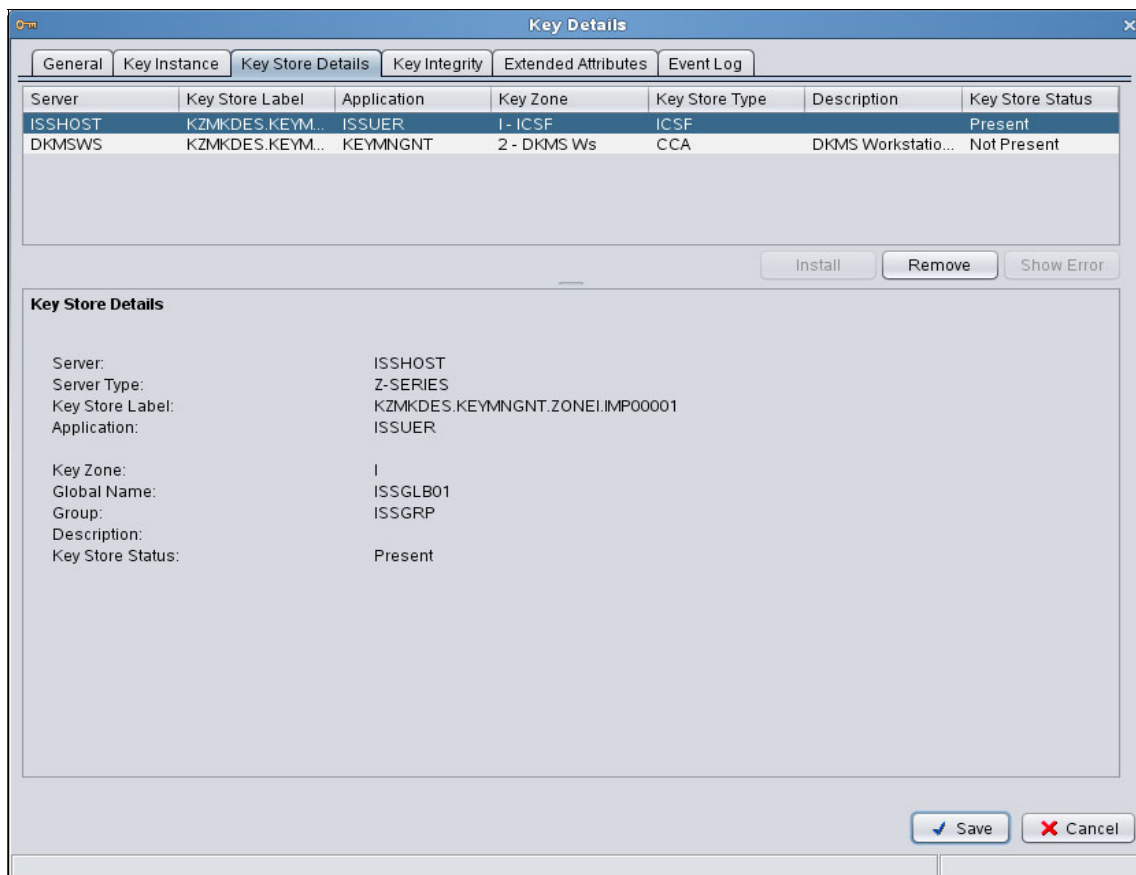 Key Details
General Key Instance Key Store Details Key Integrity Extended Attributes Event Log
Server Key Store Label Application Key Zone Key Store Type Description Key Store Status
ISSHOST KZMKDES.KEYM... ISSUER I - ICSF ICSF Present
DKMSWS KZMKDES.KEYM... KEYMNGNT 2 - DKMS Ws CCA DKMS Workstatio... Not Present
Install Remove Show Error
Key Store Details
Server: ISSHOST
Server Type: Z-SERIES
Key Store Label: KZMKDES.KEYMNGNT.ZONEI.IMP00001
Application: ISSUER
Key Zone: I
Global Name: ISSGLB01
Group: ISSGRP
Description:
Key Store Status: Present
Save Cancel